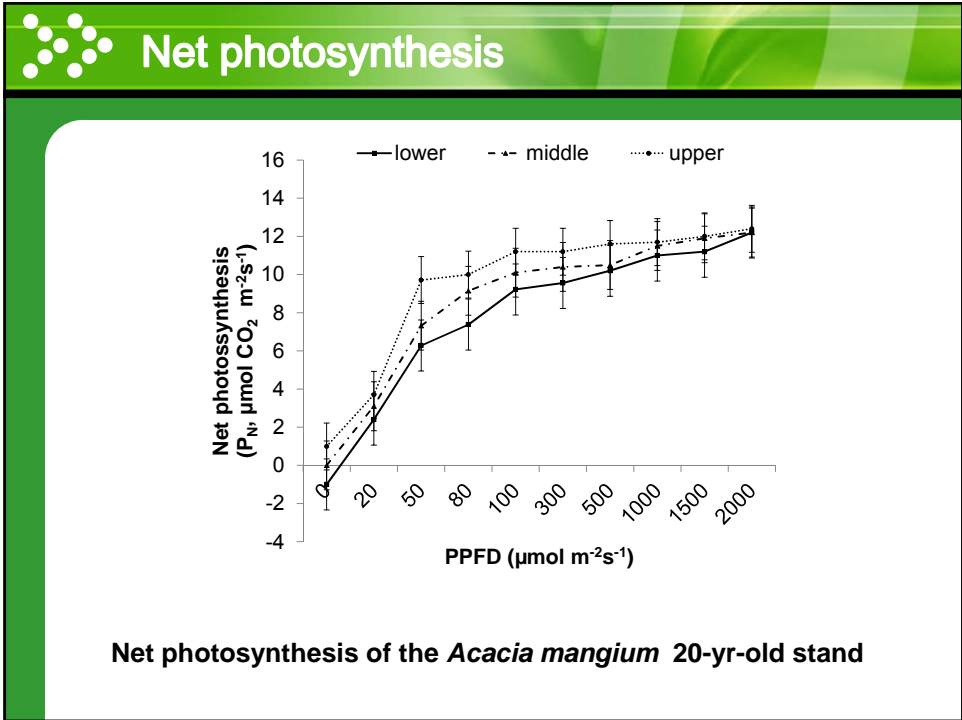 Net photosynthesis
lower middle upper
16
14
12
10
8
6
4
2
0
-2
-4
Net photossynthesis
(PN, µmol CO2 m-2s-1)
0 20 50 80 100 300 500 1000 1500 2000
PPFD (µmol m-2s-1)
Net photosynthesis of the Acacia mangium 20-yr-old stand